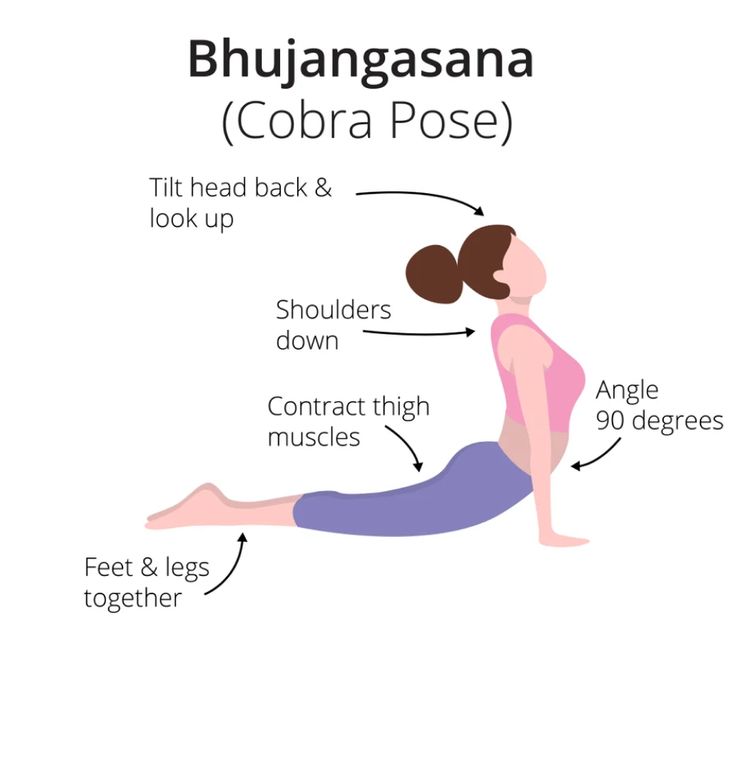 Bhujangasana
(Cobra Pose)
Tilt head back &
look up
Shoulders
down
Angle
90 degrees
Contract thigh
muscles
Feet & legs
together